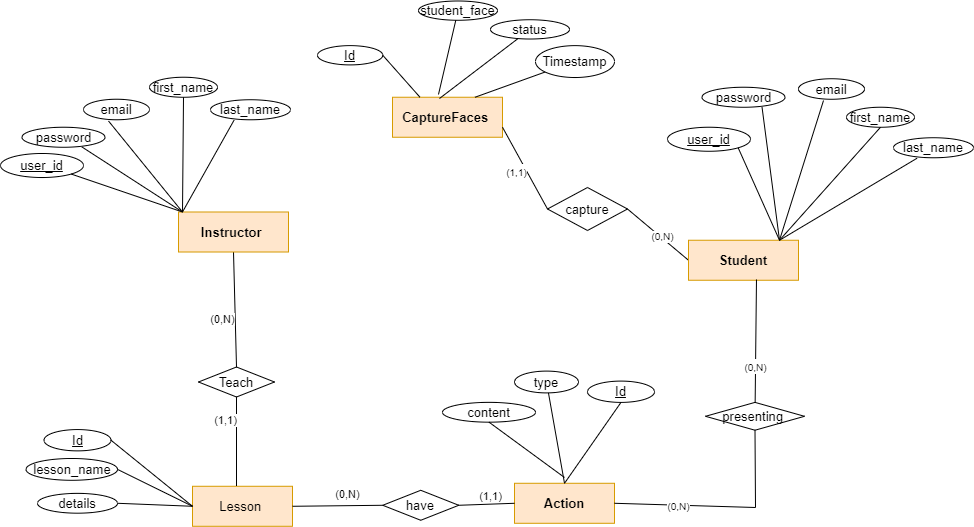 student_face
status
Id
Timestamp
CaptureFaces
first_name
email
last_name
password
user_id
Instructor
email
password
first_name
user_id
last_name
(1,1)
capture
(0,N)
Student
(0,N)
Teach
(1,1)
(0,N)
presenting
type
Id
content
Id
lesson_name
details
Lesson
(0,N)
have
(1,1)
Action
(0,N)